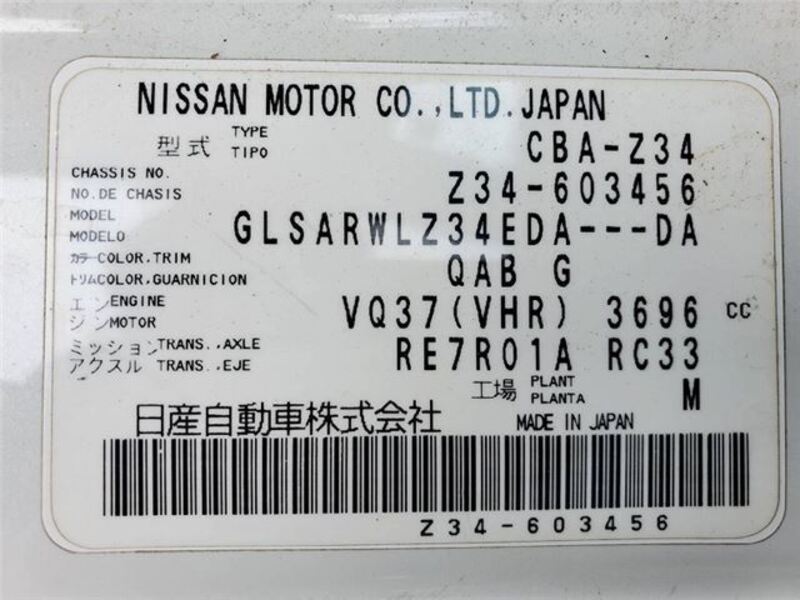 NISSAN MOTOR CO.,LTD.JAPAN
型式 TYPE TIPO CBA-Z34
CHASSIS NO.
NO.DE CHASIS Z34-603456
MODEL
MODELO GLSARWLZ34EDA---DA
カラー COLOR.TRIM
トリムCOLOR.GUARNICION QAB G
エンジン ENGINE MOTOR VQ37(VHR) 3696 CC
ミッション TRANS.,AXLE
アクスル TRANS.,EJE RE7R01A RC33
工場 PLANT PLANTA M
日産自動車株式会社 MADE IN JAPAN
Z34-603456